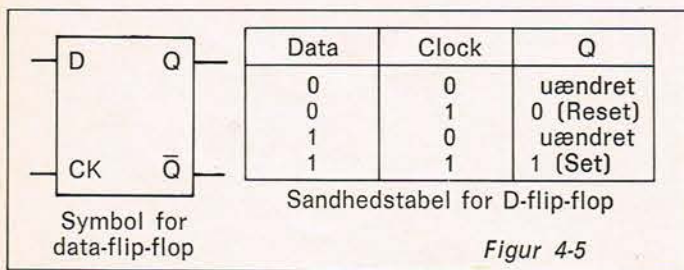 D Q
CK Q̅
Symbol for
data-flip-flop
Data Clock Q
0 0 uændret
0 1 0 (Reset)
1 0 uændret
1 1 1 (Set)
Sandhedstabel for D-flip-flop
Figur 4-5